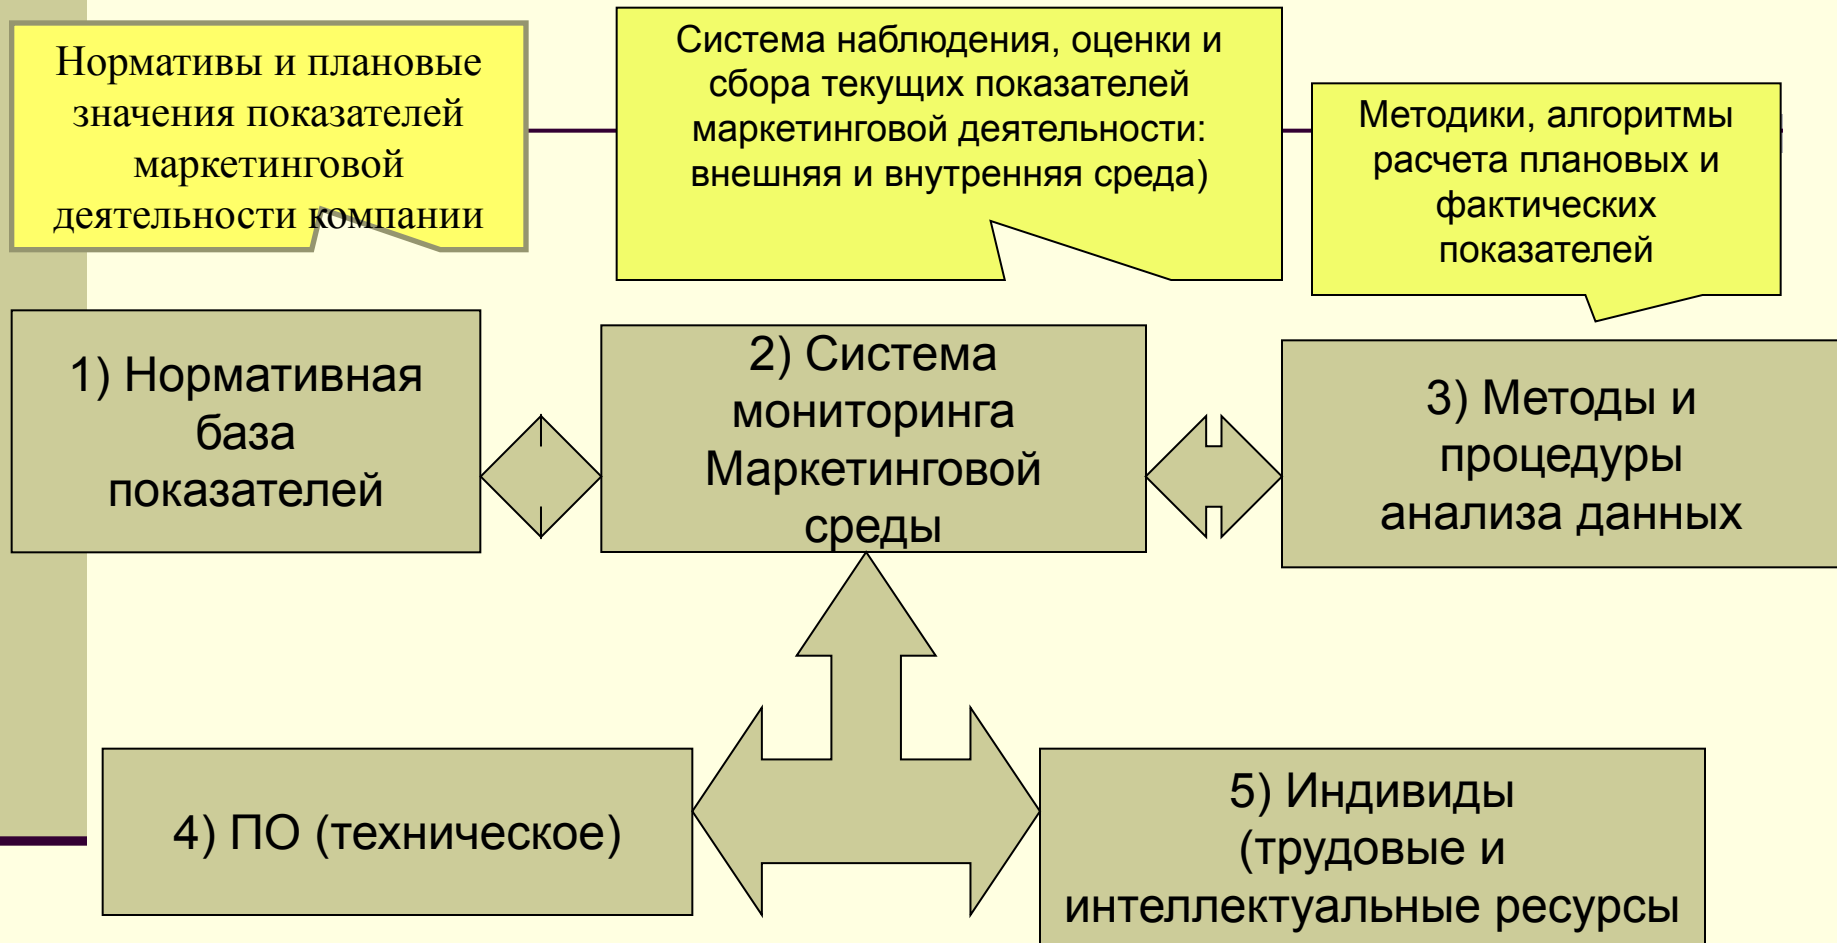 Нормативы и плановые
значения показателей
маркетинговой
деятельности компании
Система наблюдения, оценки и
сбора текущих показателей
маркетинговой деятельности:
внешняя и внутренняя среда)
Методики, алгоритмы
расчета плановых и
фактических
показателей
1) Нормативная
база
показателей
2) Система
мониторинга
Маркетинговой
среды
3) Методы и
процедуры
анализа данных
4) ПО (техническое)
5) Индивиды
(трудовые и
интеллектуальные ресурсы